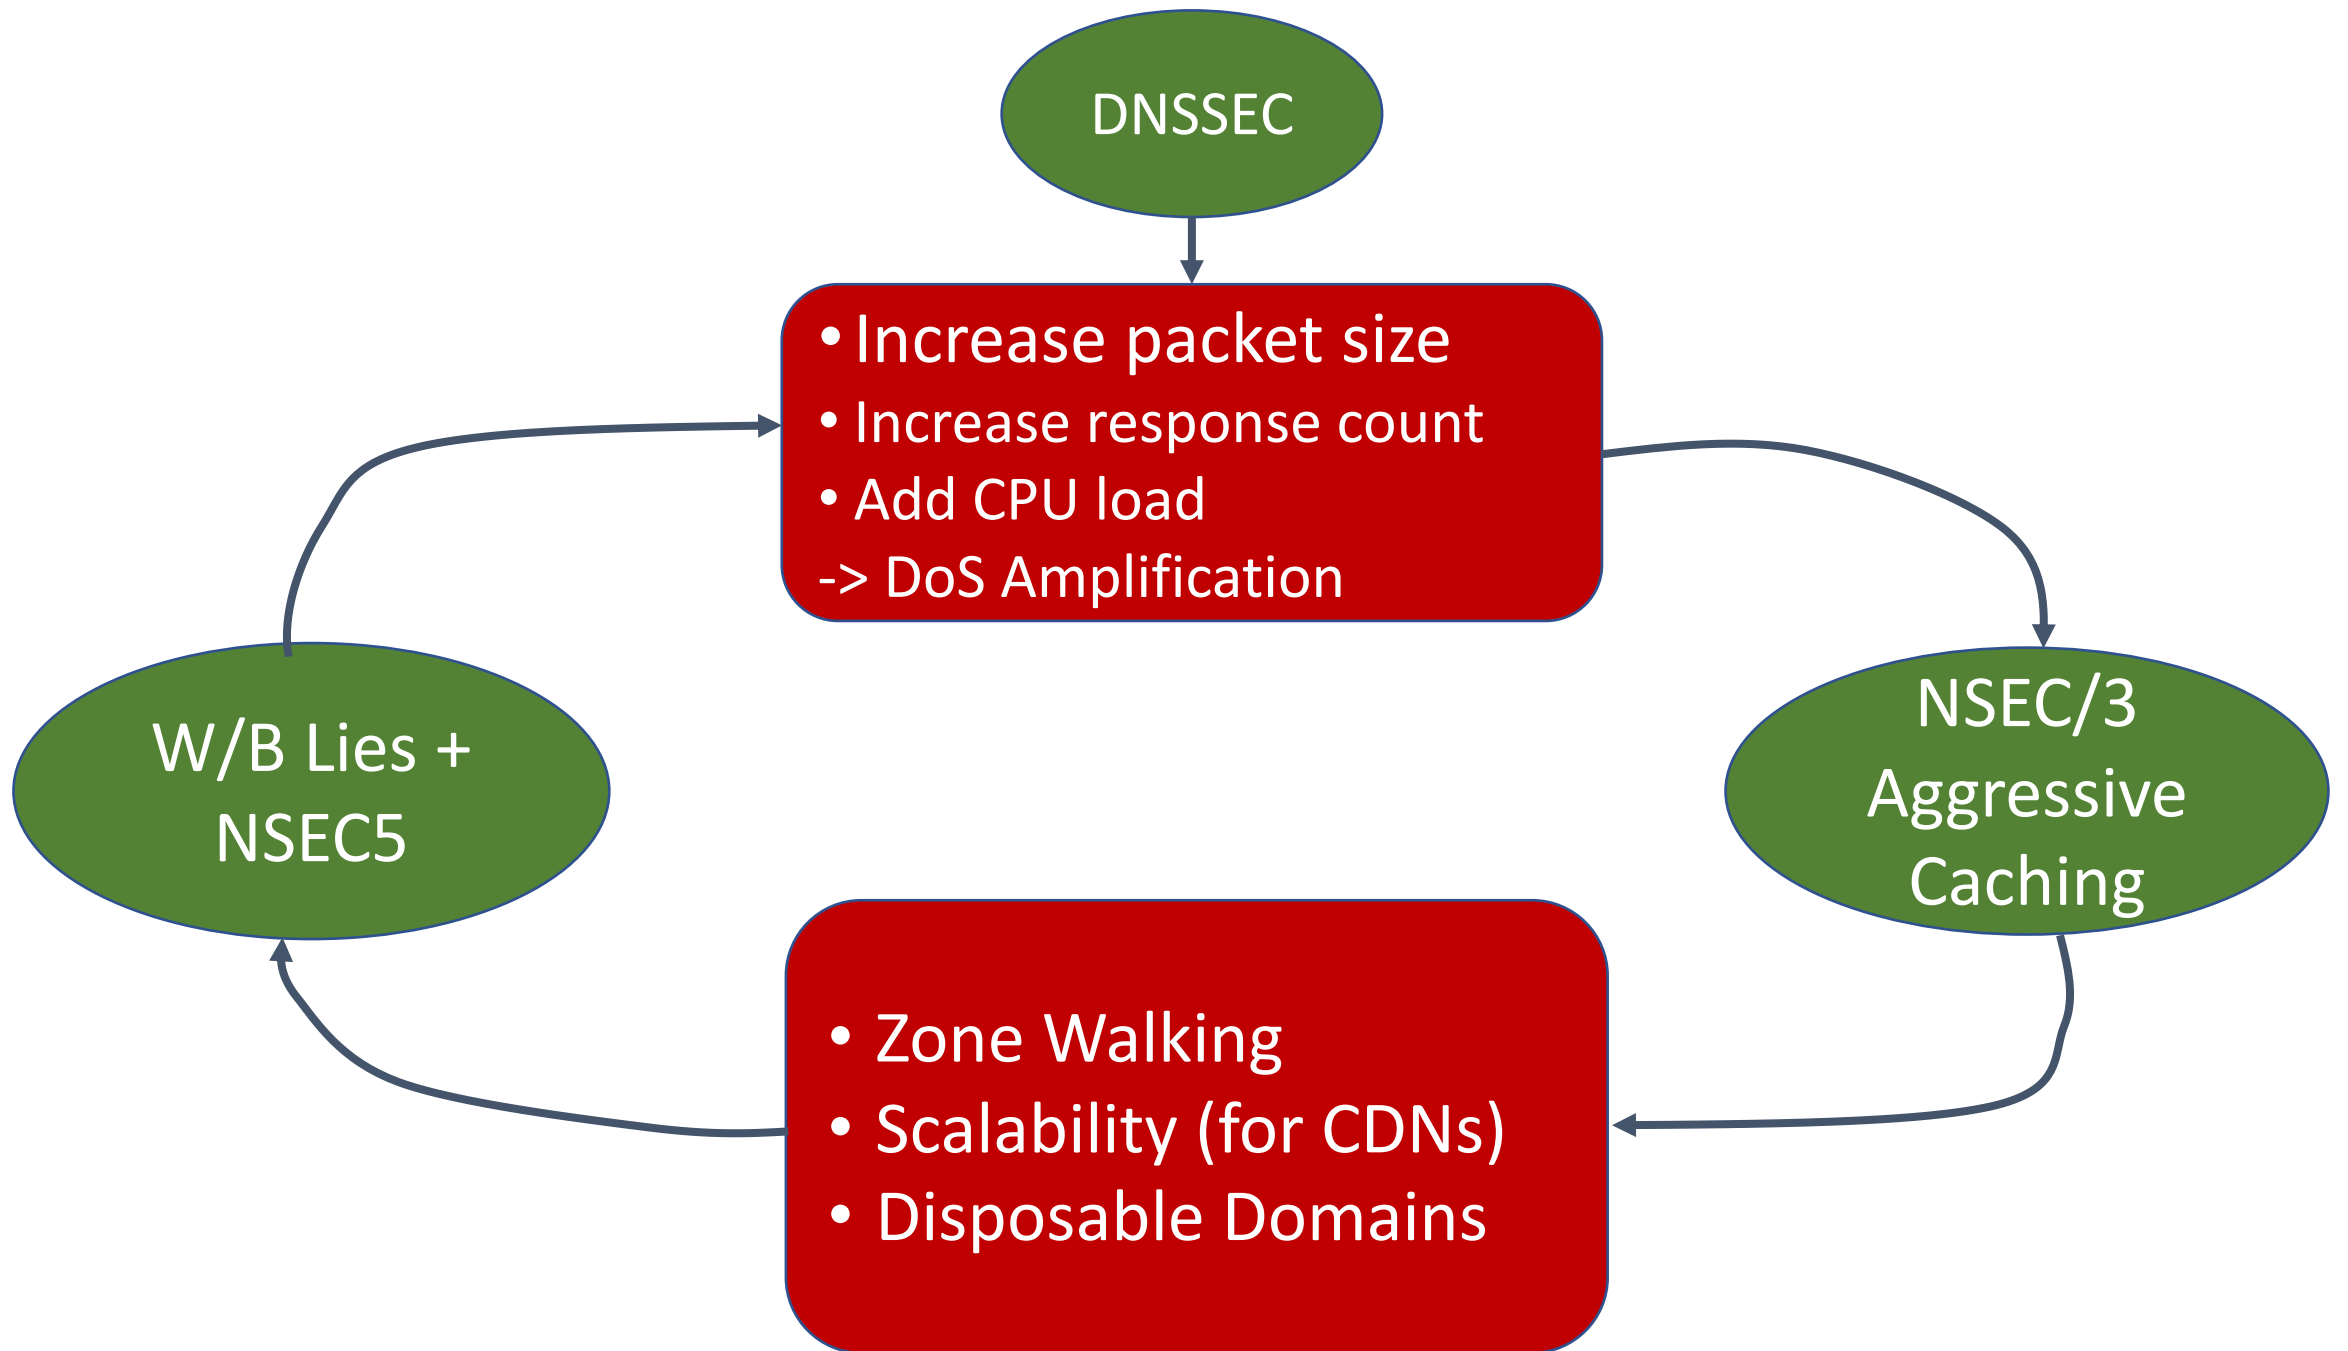 DNSSEC
• Increase packet size
• Increase response count
• Add CPU load
-> DoS Amplification
W/B Lies +
NSEC5
NSEC/3
Aggressive
Caching
• Zone Walking
• Scalability (for CDNs)
• Disposable Domains